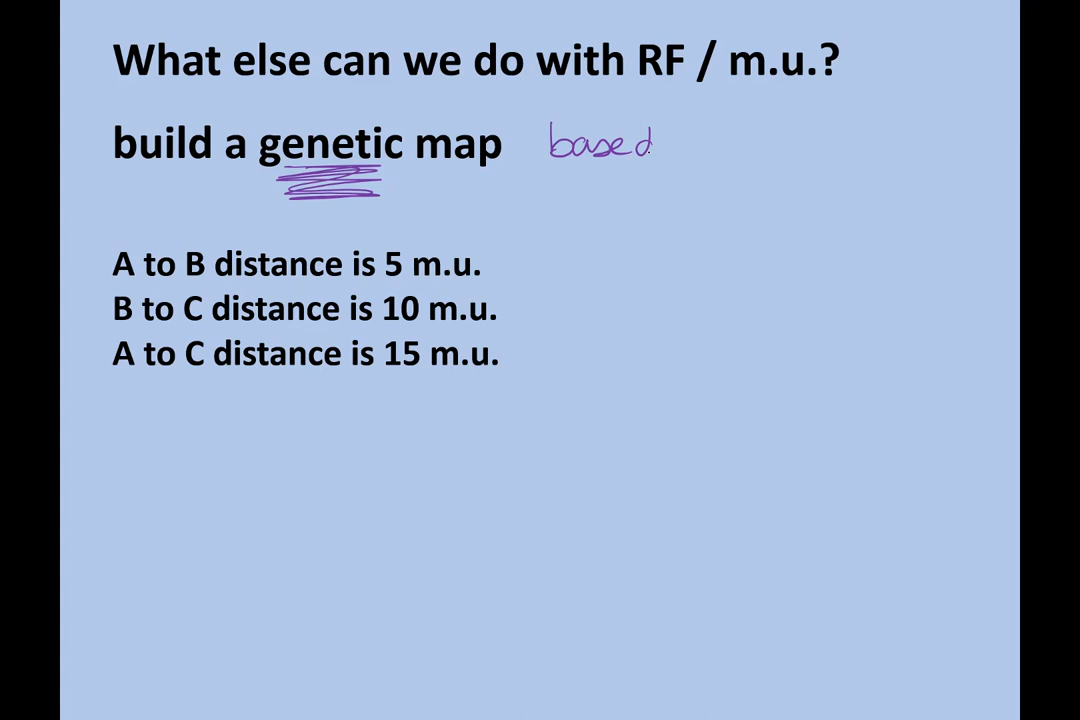 What else can we do with RF / m.u.?
build a genetic map based
A to B distance is 5 m.u.
B to C distance is 10 m.u.
A to C distance is 15 m.u.